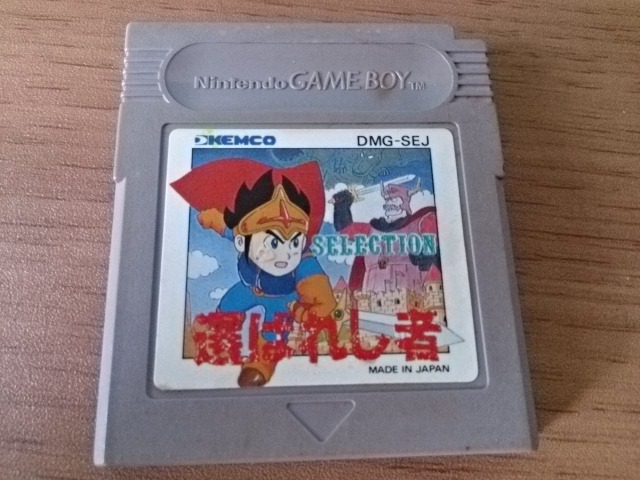 Nintendo GAME BOY TM
KEMCO DMG-SEJ
SELECTION
選ばれし者
MADE IN JAPAN